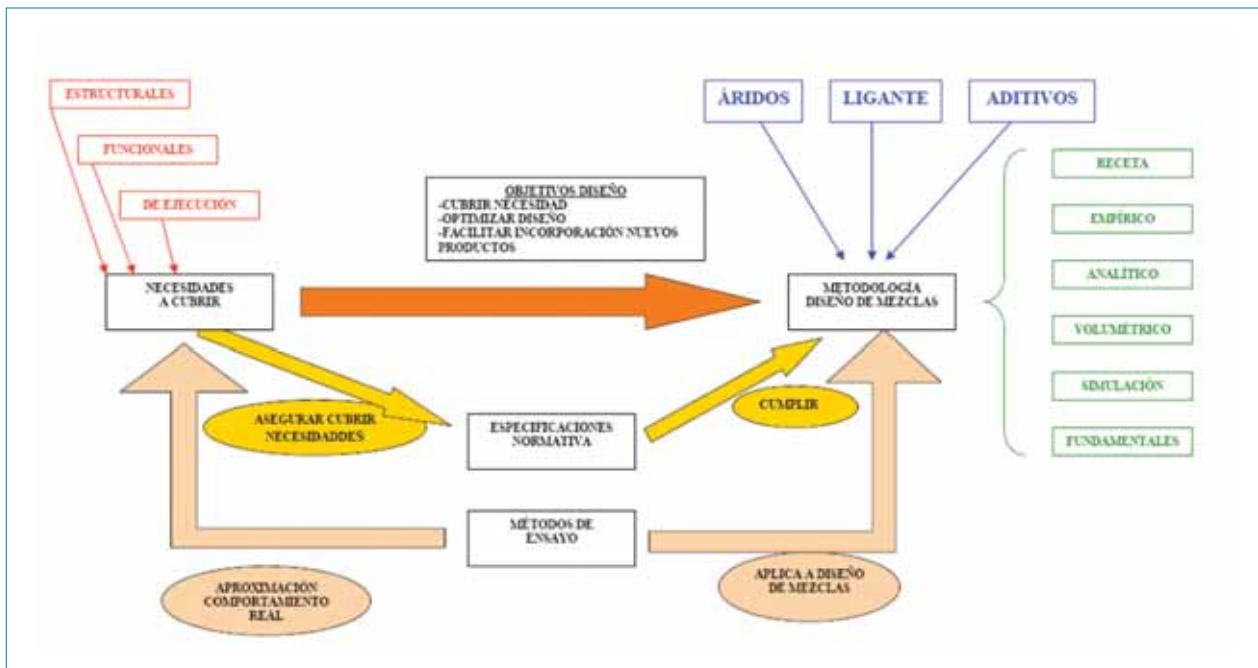 ESTRUCTURALES
FUNCIONALES
DE EJECUCIÓN
NECESIDADES
A CUBRIR
OBJETIVOS DISEÑO
-CUBRIR NECESIDAD
-OPTIMIZAR DISEÑO
-FACILITAR INCORPORACIÓN NUEVOS
PRODUCTOS
ÁRIDOS
LIGANTE
ADITIVOS
METODOLOGÍA
DISEÑO DE MEZCLAS
RECETA
EMPÍRICO
ANALÍTICO
VOLUMÉTRICO
SIMULACIÓN
FUNDAMENTALES
ASEGURAR CUBRIR
NECESIDADDES
ESPECIFICACIONES
NORMATIVA
CUMPLIR
MÉTODOS DE
ENSAYO
APROXIMACIÓN
COMPORTAMIENTO
REAL
APLICA A DISEÑO
DE MEZCLAS